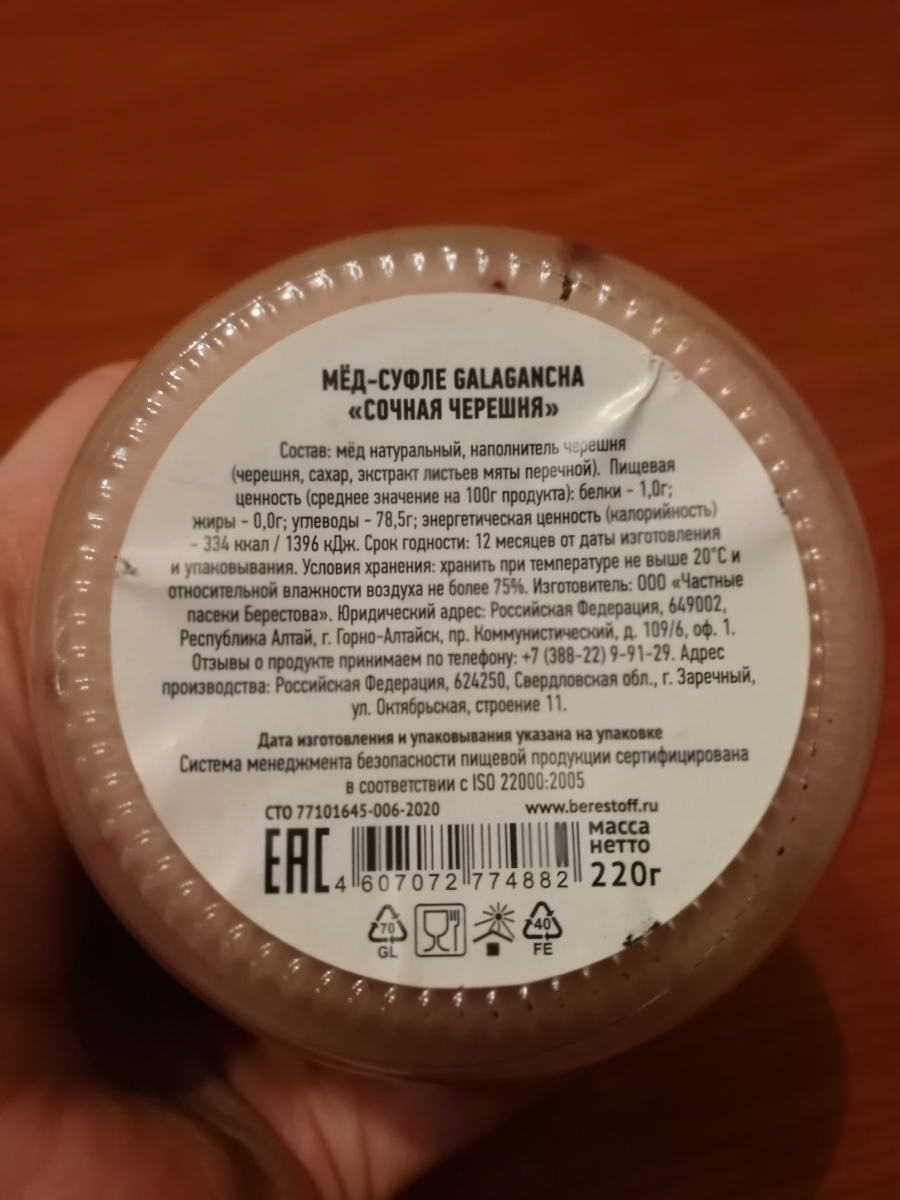 МЁД-СУФЛЕ GALAGANCHA
«СОЧНАЯ ЧЕРЕШНЯ»
Состав: мёд натуральный, наполнитель черешня
(черешня, сахар, экстракт листьев мяты перечной). Пищевая
ценность (среднее значение на 100г продукта): белки - 1,0г;
жиры - 0,0г; углеводы - 78,5г; энергетическая ценность (калорийность)
- 334 ккал / 1396 кДж. Срок годности: 12 месяцев от даты изготовления
и упаковывания. Условия хранения: хранить при температуре не выше 20°С и
относительной влажности воздуха не более 75%. Изготовитель: ООО «Частные
пасеки Берестова». Юридический адрес: Российская Федерация, 649002,
Республика Алтай, г. Горно-Алтайск, пр. Коммунистический, д. 109/6, оф. 1.
Отзывы о продукте принимаем по телефону: +7 (388-22) 9-91-29. Адрес
производства: Российская Федерация, 624250, Свердловская обл., г. Заречный,
ул. Октябрьская, строение 11.
Дата изготовления и упаковывания указана на упаковке
Система менеджмента безопасности пищевой продукции сертифицирована
в соответствии с ISO 22000:2005
СТО 77101645-006-2020 www.berestoff.ru
ЕАС 4 607072 774882 масса
нетто
220г
70 40
GL FE